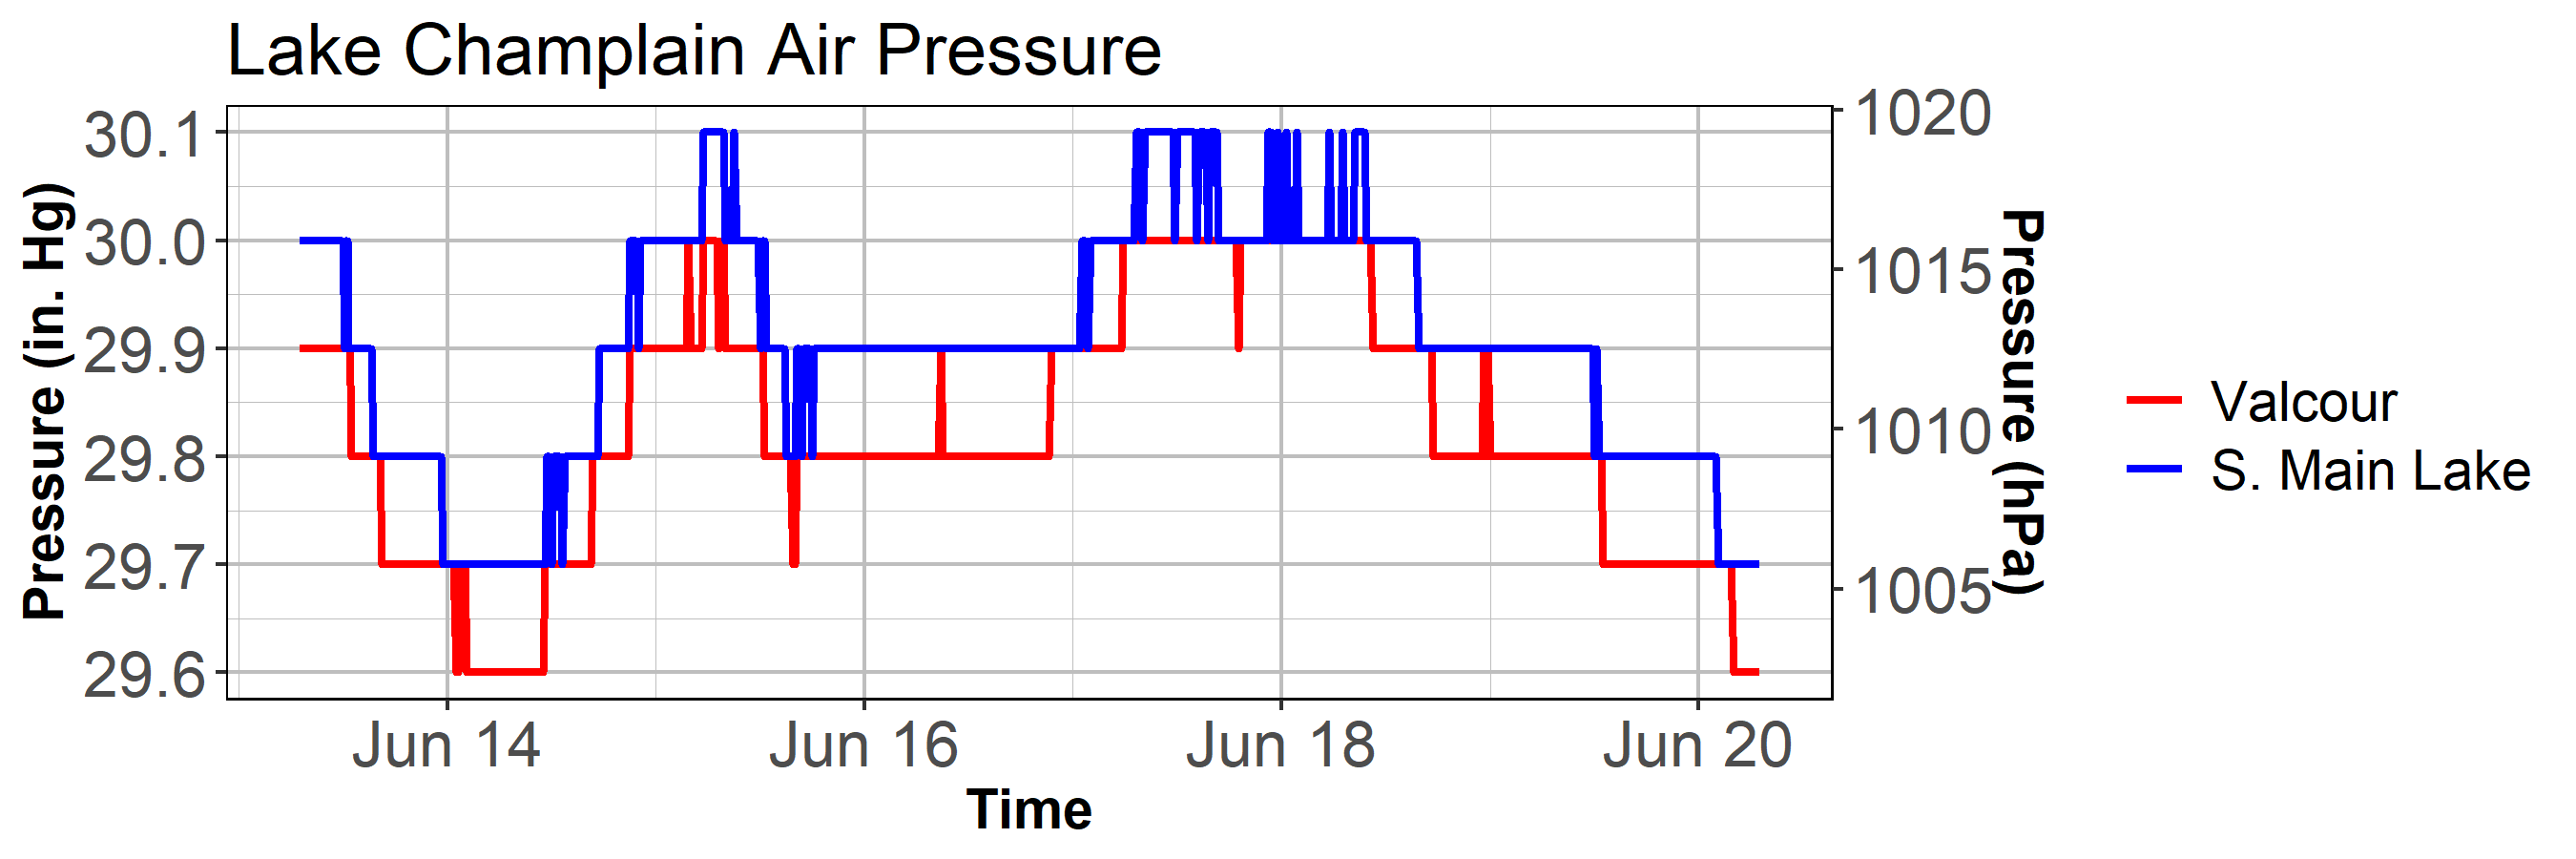 Lake Champlain Air Pressure
Pressure (in. Hg)
30.1
30.0
29.9
29.8
29.7
29.6
Jun 14
Jun 16
Jun 18
Jun 20
Time
1020
1015
1010
1005
Pressure (hPa)
Valcour
S. Main Lake